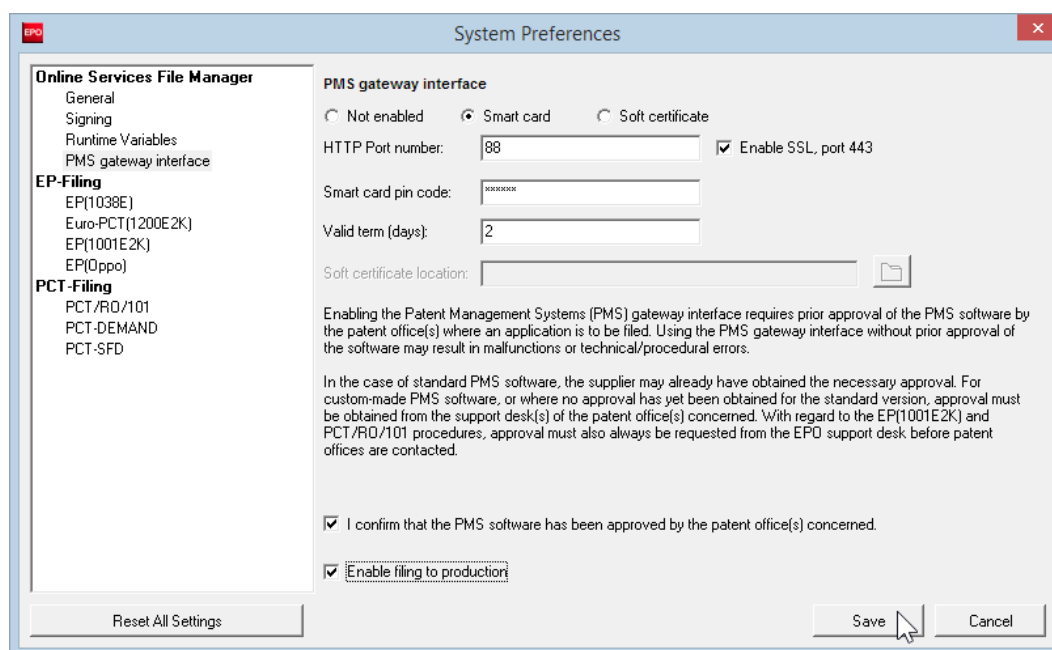 EPO
System Preferences
Online Services File Manager
General
Signing
Runtime Variables
PMS gateway interface
EP-Filing
EP(1038E)
Euro-PCT(1200E2K)
EP(1001E2K)
EP(Oppo)
PCT-Filing
PCT/RO/101
PCT-DEMAND
PCT-SFD
Reset All Settings
PMS gateway interface
Not enabled Smart card Soft certificate
HTTP Port number: 88 Enable SSL, port 443
Smart card pin code: ××××××
Valid term (days): 2
Soft certificate location:
Enabling the Patent Management Systems (PMS) gateway interface requires prior approval of the PMS software by
the patent office(s) where an application is to be filed. Using the PMS gateway interface without prior approval of
the software may result in malfunctions or technical/procedural errors.
In the case of standard PMS software, the supplier may already have obtained the necessary approval. For
custom-made PMS software, or where no approval has yet been obtained for the standard version, approval must
be obtained from the support desk(s) of the patent office(s) concerned. With regard to the EP(1001E2K) and
PCT/RO/101 procedures, approval must also always be requested from the EPO support desk before patent
offices are contacted.
I confirm that the PMS software has been approved by the patent office(s) concerned.
Enable filing to production
Save Cancel